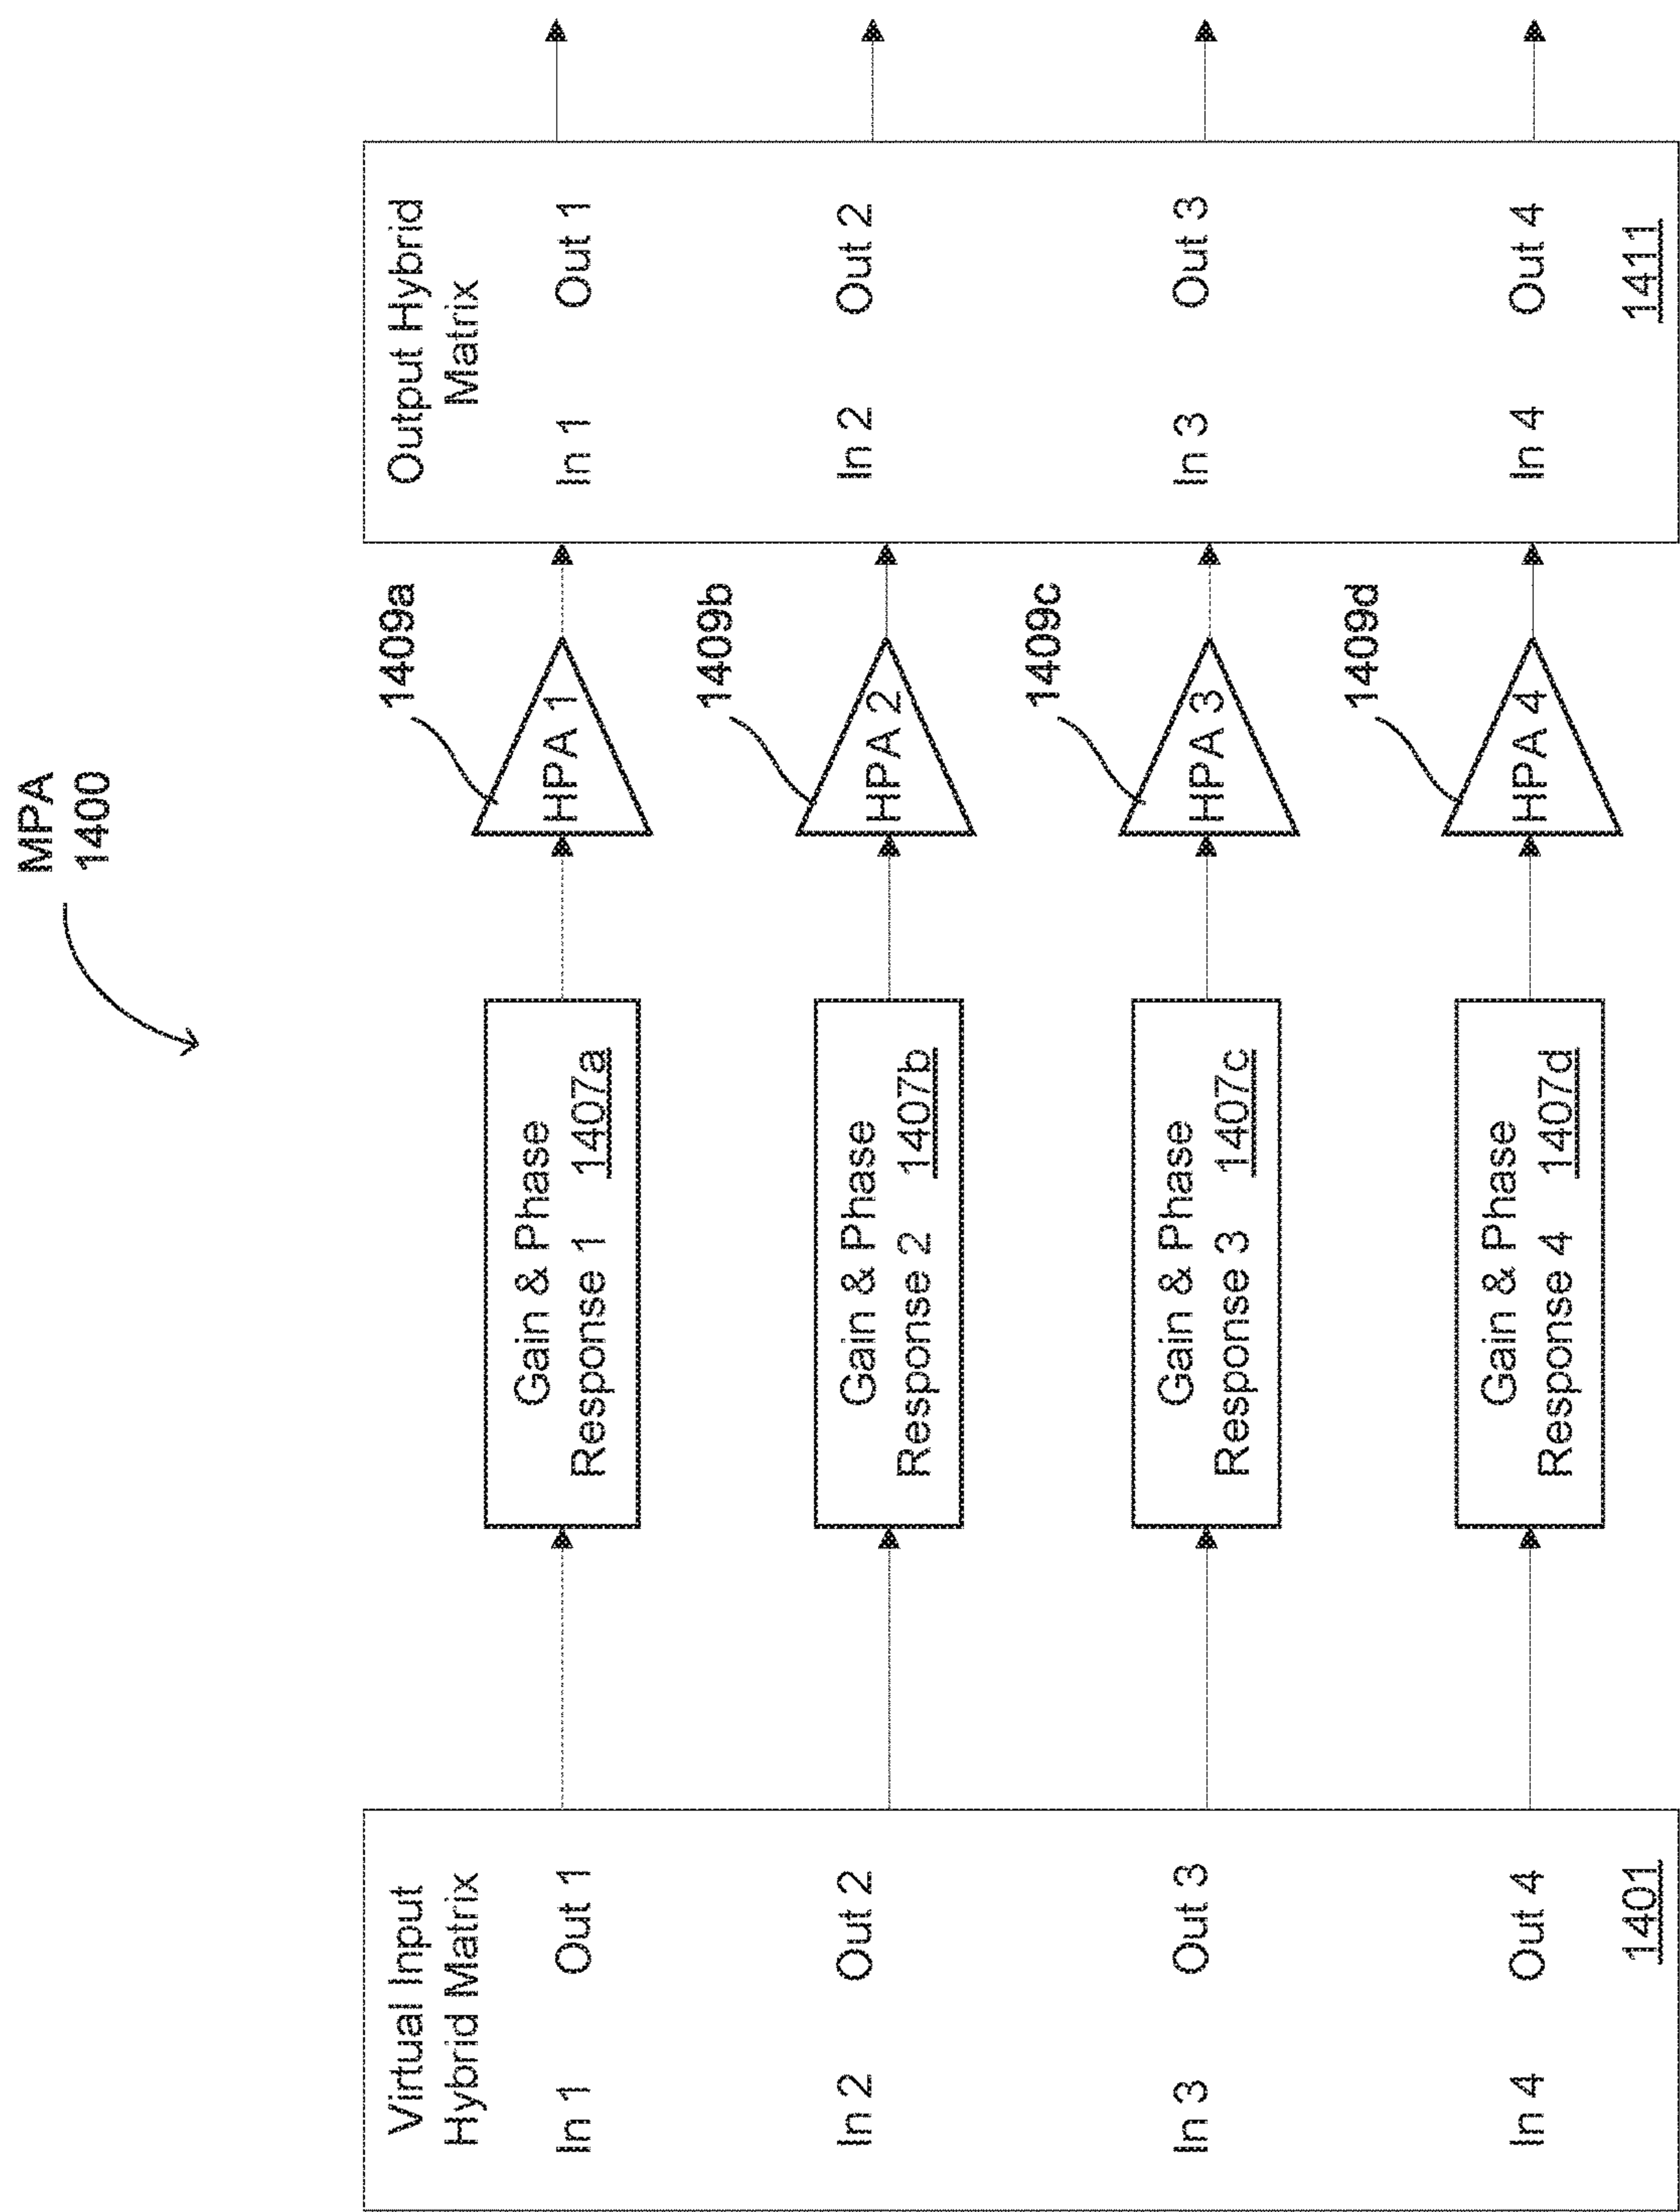 MPA
1400
Virtual Input
Hybrid Matrix
In 1 Out 1
In 2 Out 2
In 3 Out 3
In 4 Out 4
1401
Gain & Phase
Response 1 1407a
Gain & Phase
Response 2 1407b
Gain & Phase
Response 3 1407c
Gain & Phase
Response 4 1407d
1409a
HPA 1
1409b
HPA 2
1409c
HPA 3
1409d
HPA 4
Output Hybrid
Matrix
In 1 Out 1
In 2 Out 2
In 3 Out 3
In 4 Out 4
1411